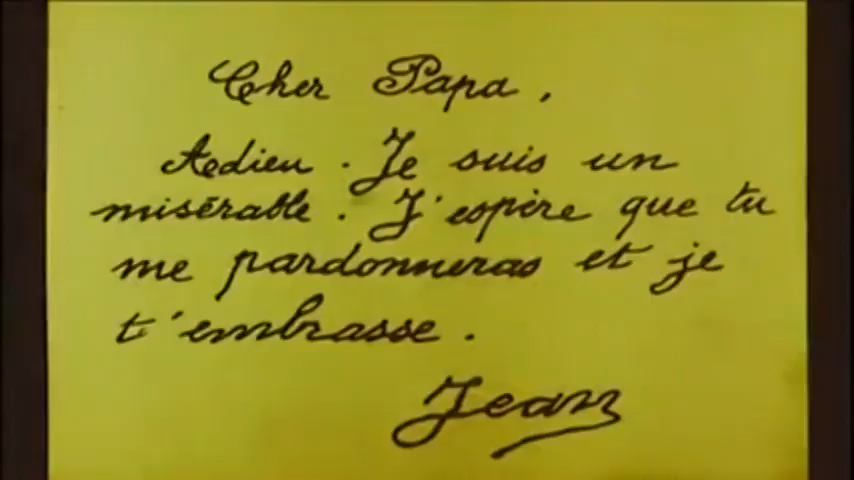 Cher Papa,
Adieu. Je suis un
misérable. J'espère que tu
me pardonneras et je
t'embrasse.
Jean